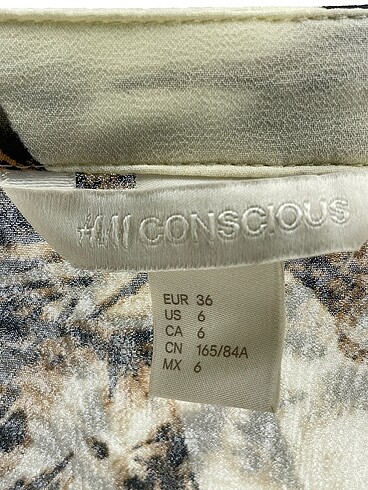 H&M CONSCIOUS
EUR 36
US 6
CA 6
CN 165/84A
MX 6